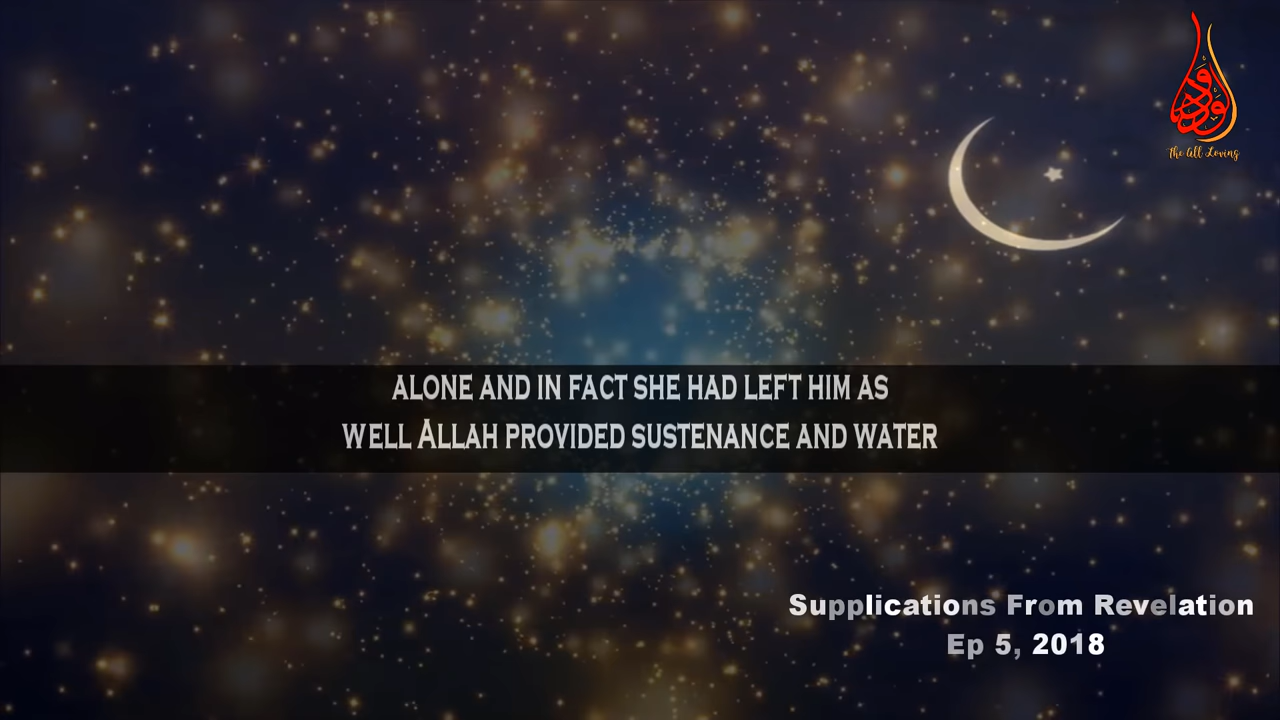 الودود
The All Loving
ALONE AND IN FACT SHE HAD LEFT HIM AS
WELL ALLAH PROVIDED SUSTENANCE AND WATER
Supplications From Revelation
Ep 5, 2018